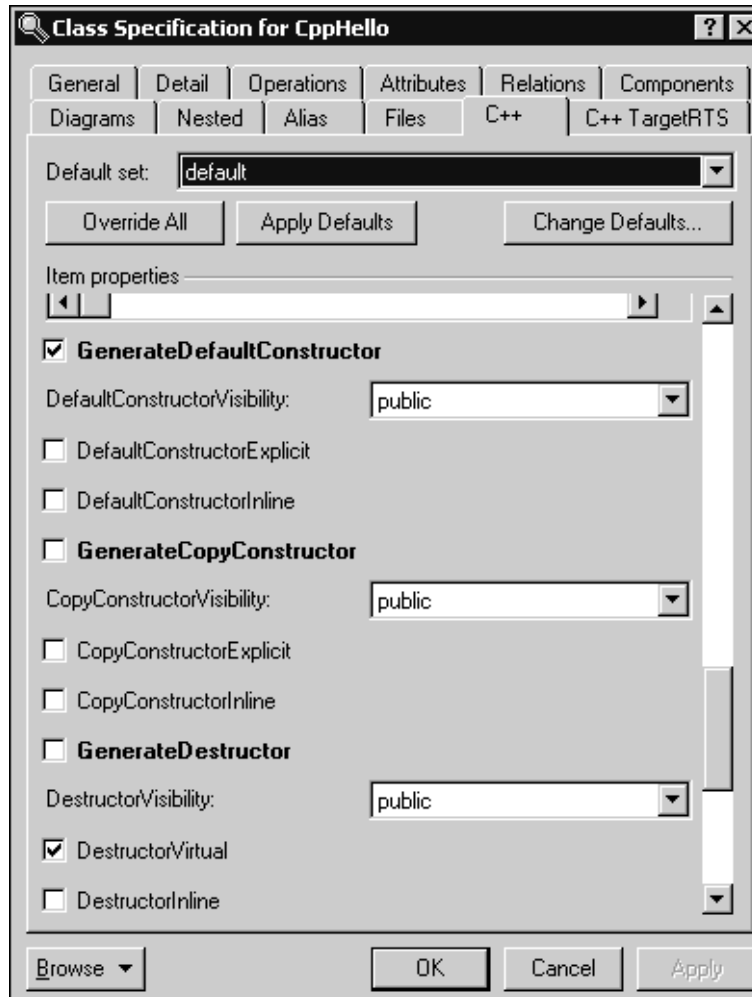 Class Specification for CppHello
General Detail Operations Attributes Relations Components
Diagrams Nested Alias Files C++ C++ TargetRTS
Default set: default
Override All Apply Defaults Change Defaults...
Item properties
GenerateDefaultConstructor
DefaultConstructorVisibility: public
DefaultConstructorExplicit
DefaultConstructorInline
GenerateCopyConstructor
CopyConstructorVisibility: public
CopyConstructorExplicit
CopyConstructorInline
GenerateDestructor
DestructorVisibility: public
DestructorVirtual
DestructorInline
Browse OK Cancel Apply